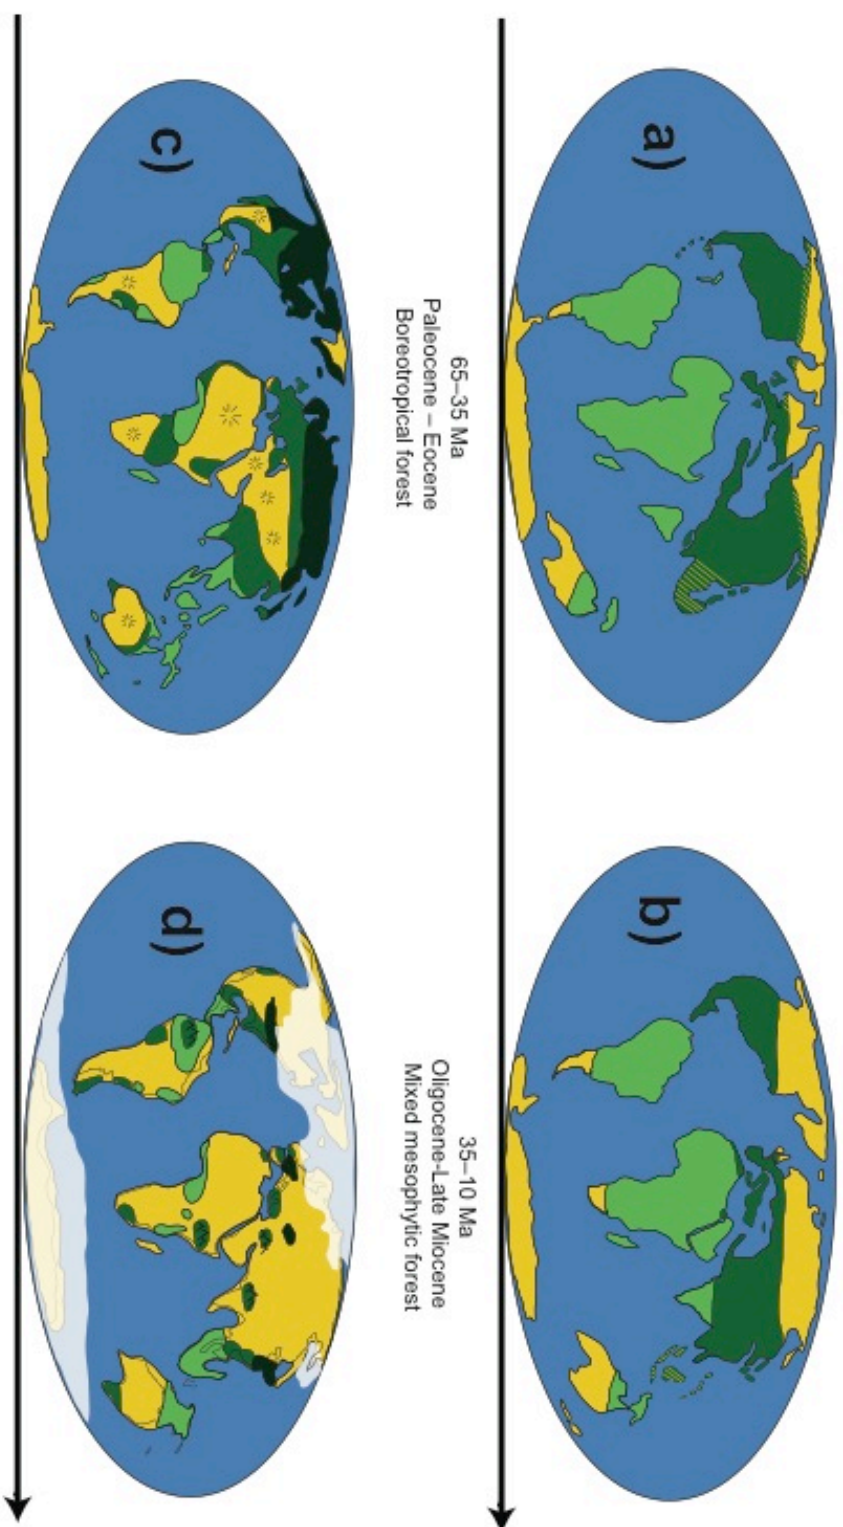 a)
65–35 Ma
Paleocene – Eocene
Boreotropical forest
b)
35–10 Ma
Oligocene-Late Miocene
Mixed mesophytic forest
c)
d)